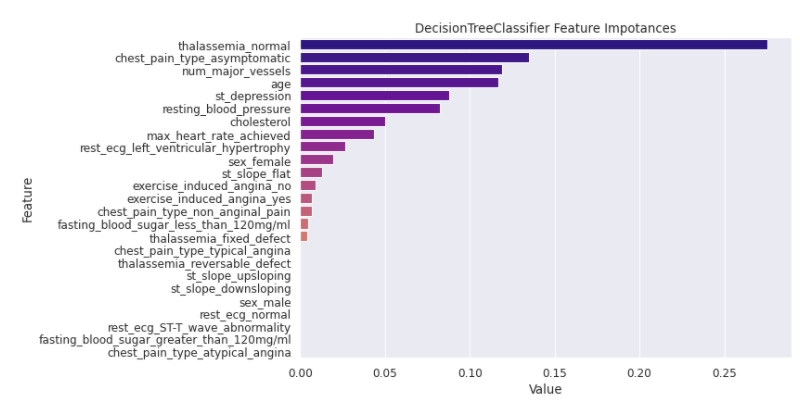 DecisionTreeClassifier Feature Impotances
thalassemia_normal
chest_pain_type_asymptomatic
num_major_vessels
age
st_depression
resting_blood_pressure
cholesterol
max_heart_rate_achieved
rest_ecg_left_ventricular_hypertrophy
sex_female
st_slope_flat
exercise_induced_angina_no
exercise_induced_angina_yes
chest_pain_type_non_anginal_pain
fasting_blood_sugar_less_than_120mg/ml
thalassemia_fixed_defect
chest_pain_type_typical_angina
thalassemia_reversable_defect
st_slope_upsloping
st_slope_downsloping
sex_male
rest_ecg_normal
rest_ecg_ST-T_wave_abnormality
fasting_blood_sugar_greater_than_120mg/ml
chest_pain_type_atypical_angina
Feature
0.00 0.05 0.10 0.15 0.20 0.25
Value